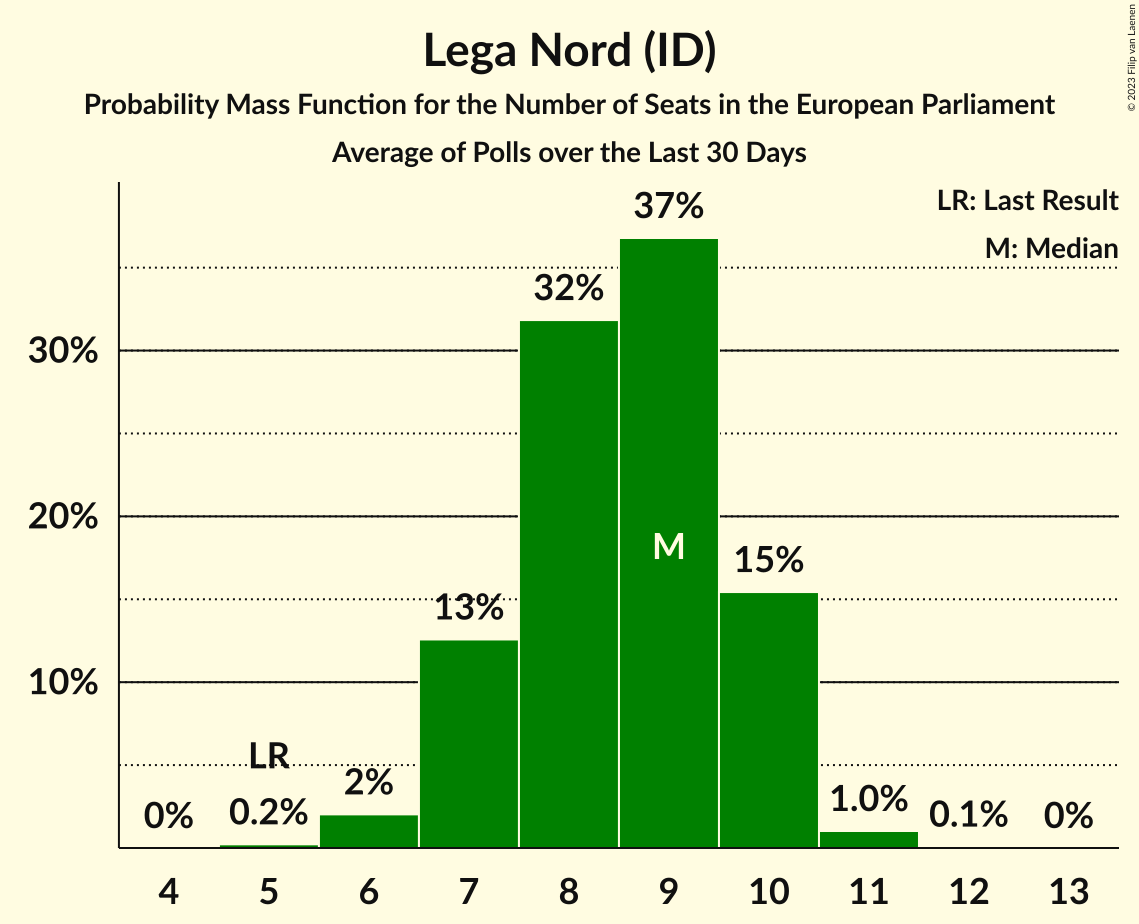 Lega Nord (ID)
Probability Mass Function for the Number of Seats in the European Parliament
Average of Polls over the Last 30 Days
© 2023 Filip van Laenen
LR: Last Result
M: Median
37%
32%
30%
20%
M
15%
13%
10%
LR
2%
0%
0.2%
1.0%
0.1%
0%
4 5 6 7 8 9 10 11 12 13